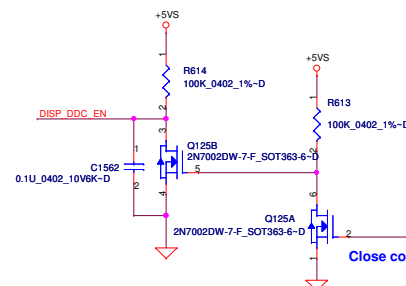 +5VS
1
R614
100K_0402_1%~D
2
+5VS
1
R613
100K_0402_1%~D
2
DISP_DDC_EN
3
Q125B
2N7002DW-7-F_SOT363-6~D
5
4
1
C1562
0.1U_0402_10V6K~D
2
6
Q125A
2N7002DW-7-F_SOT363-6~D
2
1
Close co